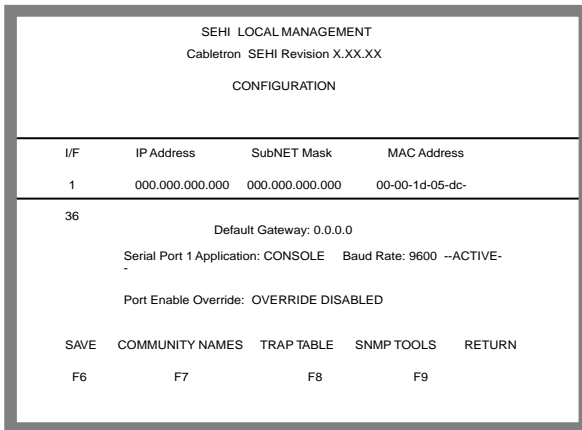 SEHI LOCAL MANAGEMENT
Cabletron SEHI Revision X.XX.XX
CONFIGURATION
I/F IP Address SubNET Mask MAC Address
1 000.000.000.000 000.000.000.000 00-00-1d-05-dc-
36
Default Gateway: 0.0.0.0
Serial Port 1 Application: CONSOLE Baud Rate: 9600 --ACTIVE-
-
Port Enable Override: OVERRIDE DISABLED
SAVE COMMUNITY NAMES TRAP TABLE SNMP TOOLS RETURN
F6 F7 F8 F9